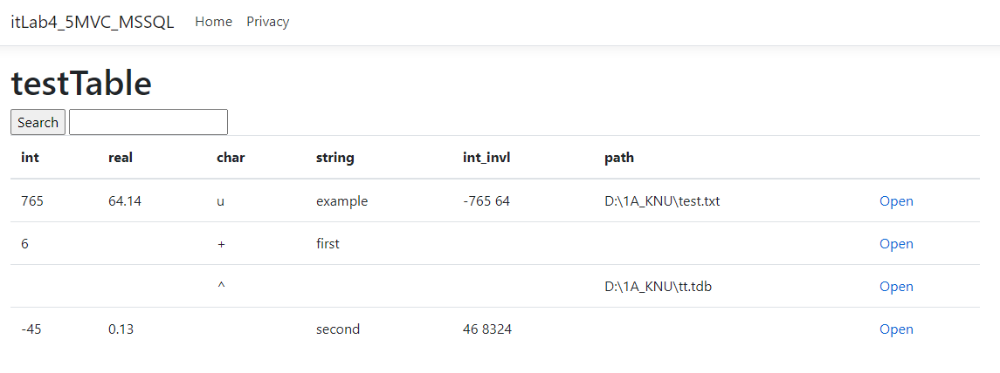 itLab4_5MVC_MSSQL Home Privacy
testTable
Search
int real char string int_invl path
765 64.14 u example -765 64 D:\1A_KNU\test.txt Open
6 + first Open
^ D:\1A_KNU\tt.tdb Open
-45 0.13 second 46 8324 Open